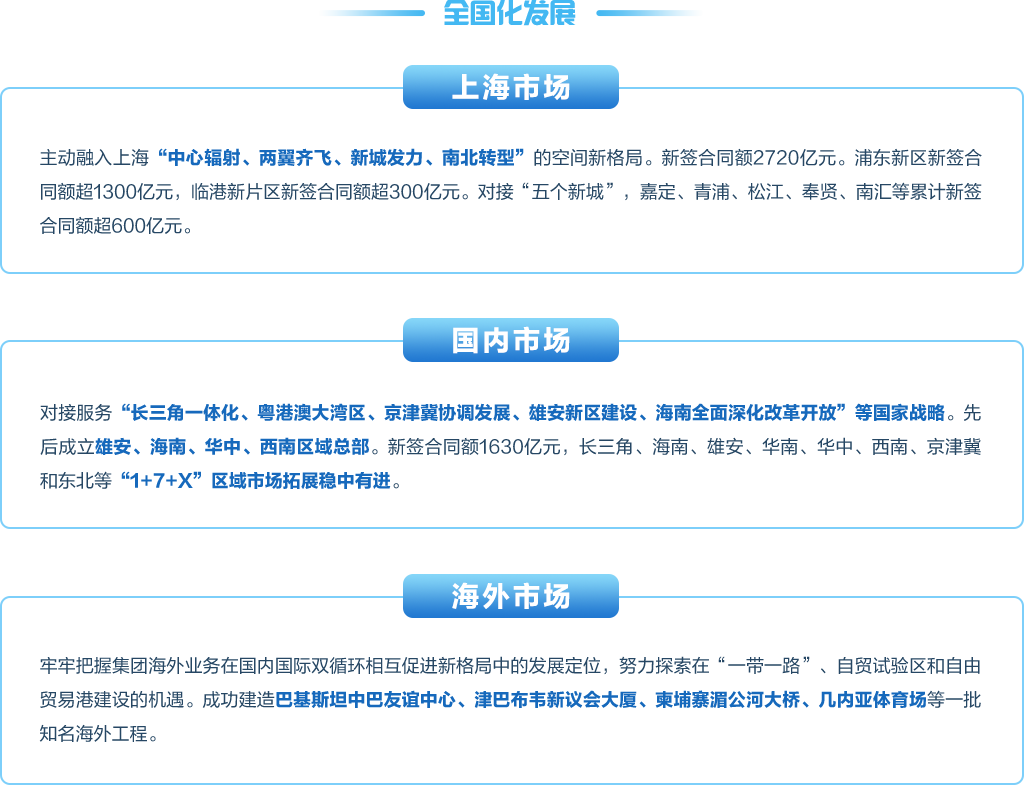 全国化发展
上海市场
主动融入上海“中心辐射、两翼齐飞、新城发力、南北转型”的空间新格局。新签合同额2720亿元。浦东新区新签合
同额超1300亿元，临港新片区新签合同额超300亿元。对接“五个新城”，嘉定、青浦、松江、奉贤、南汇等累计新签
合同额超600亿元。
国内市场
对接服务“长三角一体化、粤港澳大湾区、京津冀协调发展、雄安新区建设、海南全面深化改革开放”等国家战略。先
后成立雄安、海南、华中、西南区域总部。新签合同额1630亿元，长三角、海南、雄安、华南、华中、西南、京津冀
和东北等“1+7+X”区域市场拓展稳中有进。
海外市场
牢牢把握集团海外业务在国内国际双循环相互促进新格局中的发展定位，努力探索在“一带一路”、自贸试验区和自由
贸易港建设的机遇。成功建造巴基斯坦中巴友谊中心、津巴布韦新议会大厦、柬埔寨湄公河大桥、几内亚体育场等一批
知名海外工程。